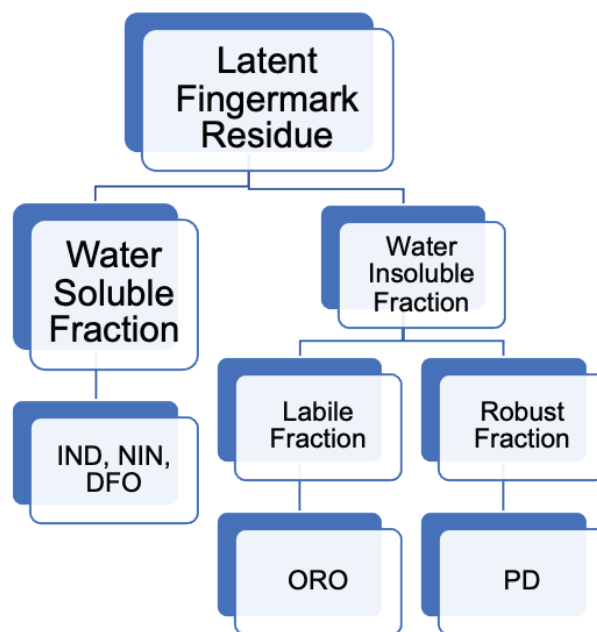 Latent
Fingermark
Residue
Water
Soluble
Fraction
Water
Insoluble
Fraction
IND, NIN,
DFO
Labile
Fraction
Robust
Fraction
ORO
PD